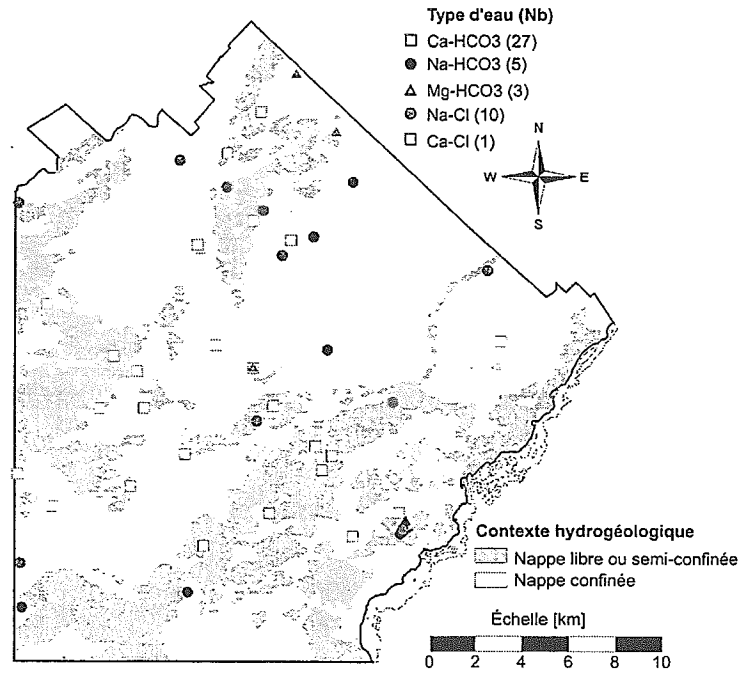 Type d'eau (Nb)
Ca-HCO3 (27)
Na-HCO3 (5)
Mg-HCO3 (3)
Na-Cl (10)
Ca-Cl (1)
N
W E
S
Contexte hydrogéologique
Nappe libre ou semi-confinée
Nappe confinée
Échelle [km]
0 2 4 6 8 10